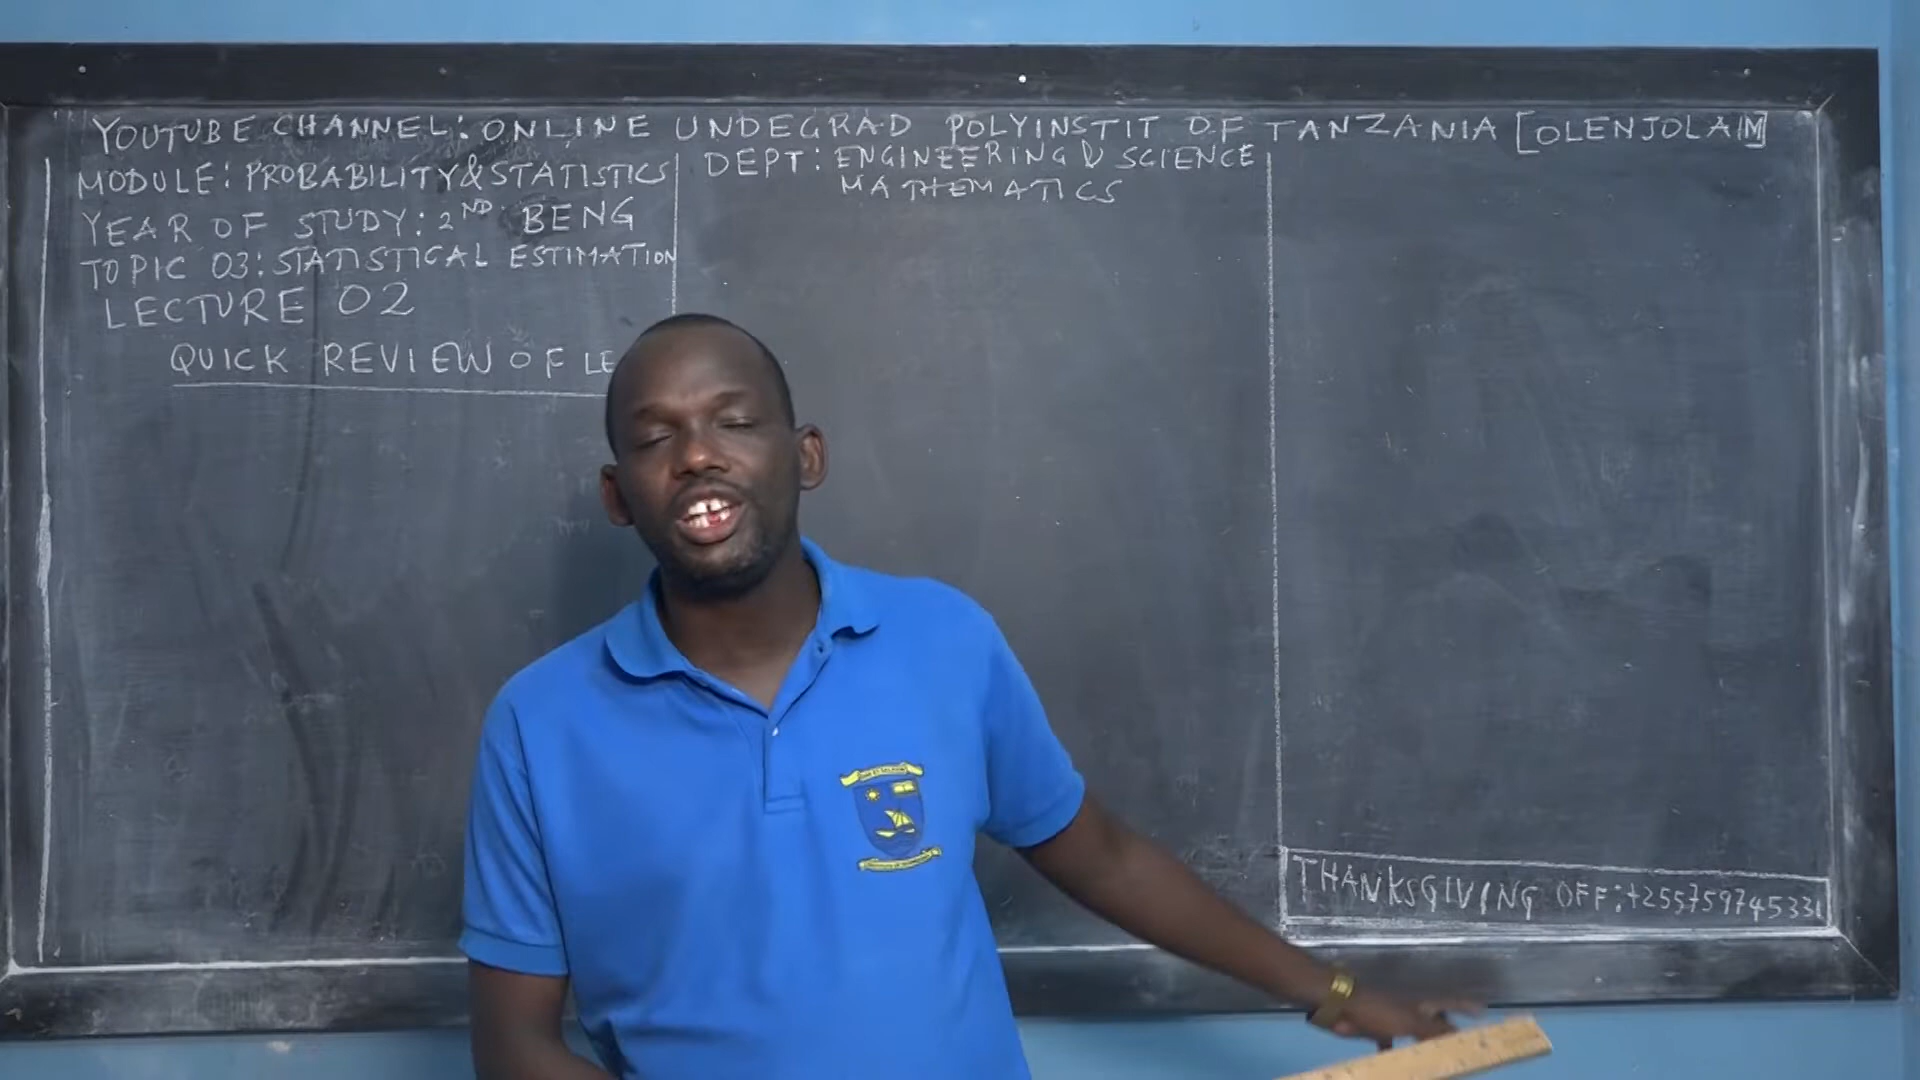 YOUTUBE CHANNEL: ONLINE UNDEGRAD POLYINSTIT OF TANZANIA [OLENJOLAIM]
MODULE: PROBABILITY & STATISTICS
YEAR OF STUDY: 2ND BENG
TOPIC 03: STATISTICAL ESTIMATION
LECTURE 02
QUICK REVIEW OF LE
DEPT: ENGINEERING & SCIENCE
MATHEMATICS
THANKSGIVING OFF: +255759745331